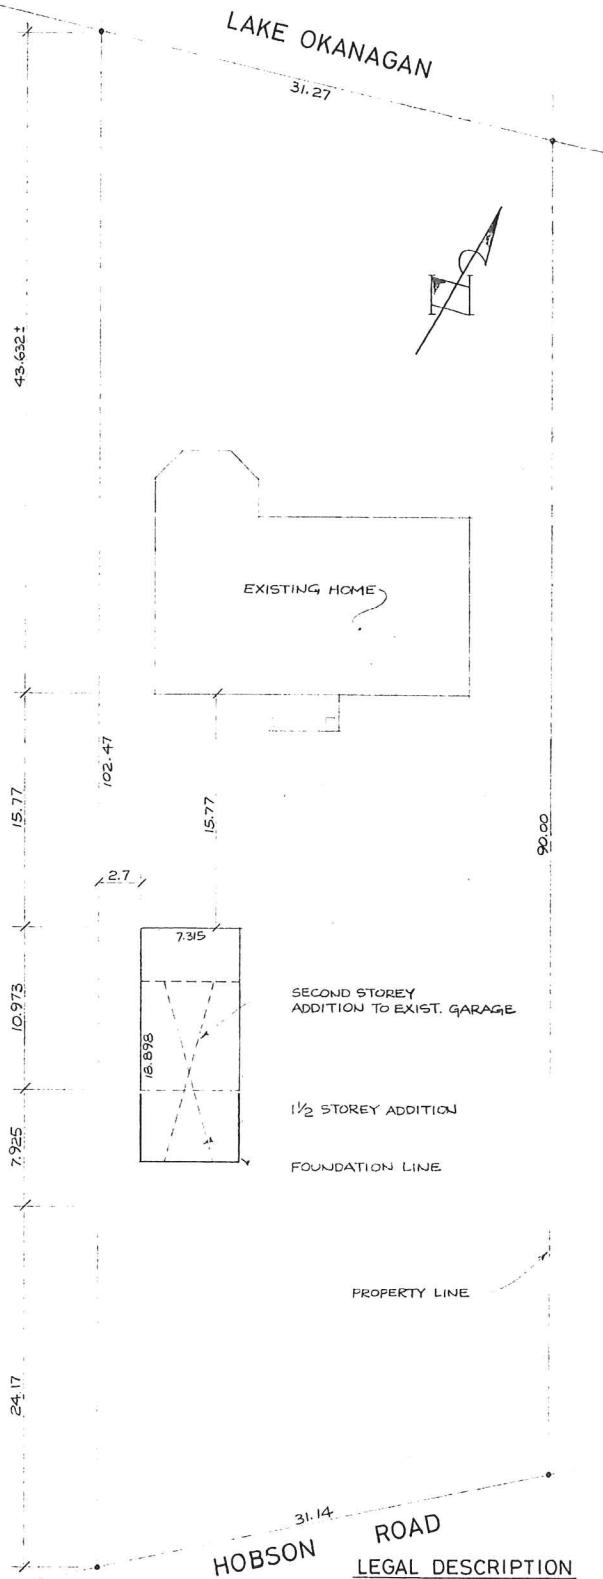 LAKE OKANAGAN
31.27
43.632±
EXISTING HOME
102.47
15.77
15.77
90.00
2.7
7.315
SECOND STOREY
ADDITION TO EXIST. GARAGE
10.973
18.898
1½ STOREY ADDITION
7.925
FOUNDATION LINE
PROPERTY LINE
24.17
31.14
HOBSON ROAD
LEGAL DESCRIPTION